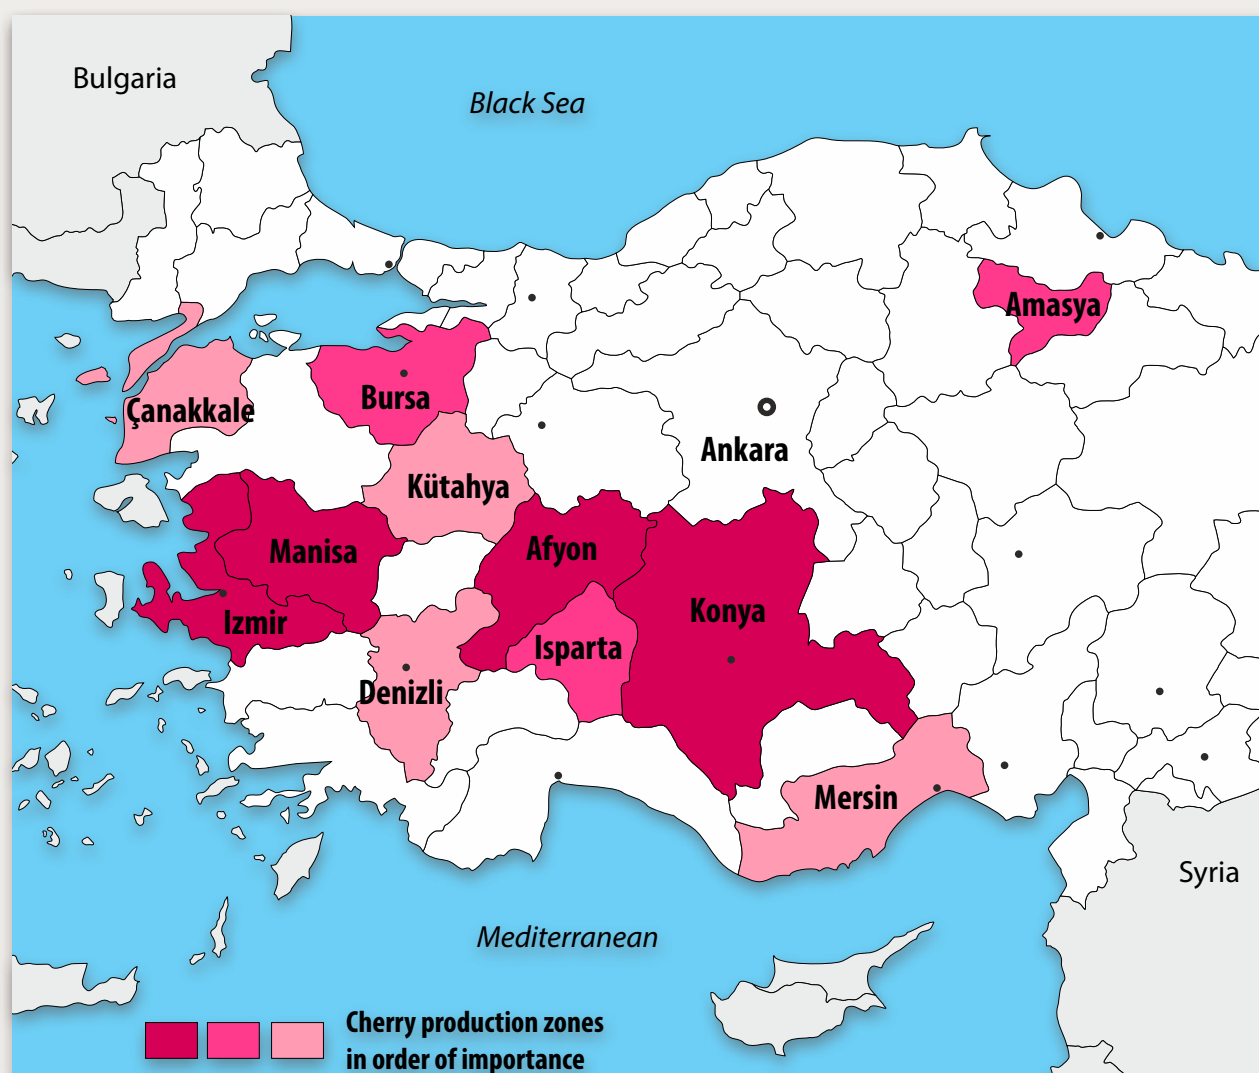 Bulgaria
Black Sea
Amasya
Çanakkale
Bursa
Ankara
Kütahya
Manisa
Afyon
Izmir
Konya
Isparta
Denizli
Mersin
Syria
Mediterranean
Cherry production zones
in order of importance